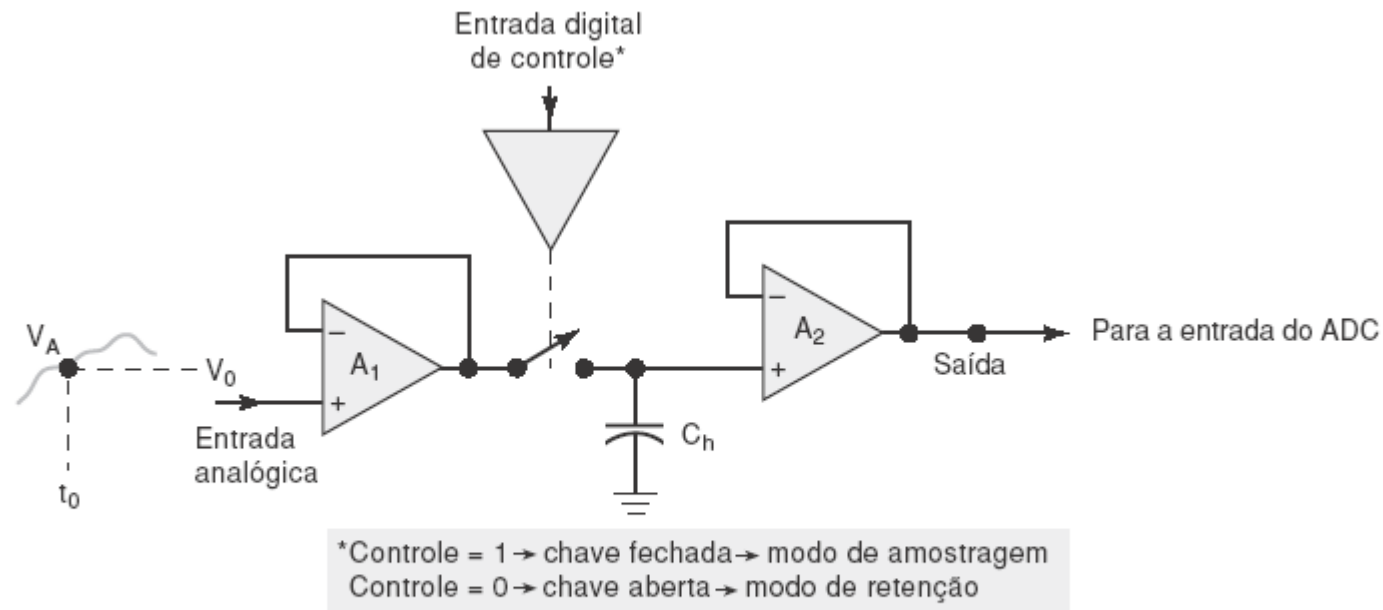 Entrada digital
de controle*
V_A
V_0
t_0
Entrada
analógica
−
+
A_1
C_h
−
+
A_2
Saída
Para a entrada do ADC
*Controle = 1 → chave fechada → modo de amostragem
Controle = 0 → chave aberta → modo de retenção